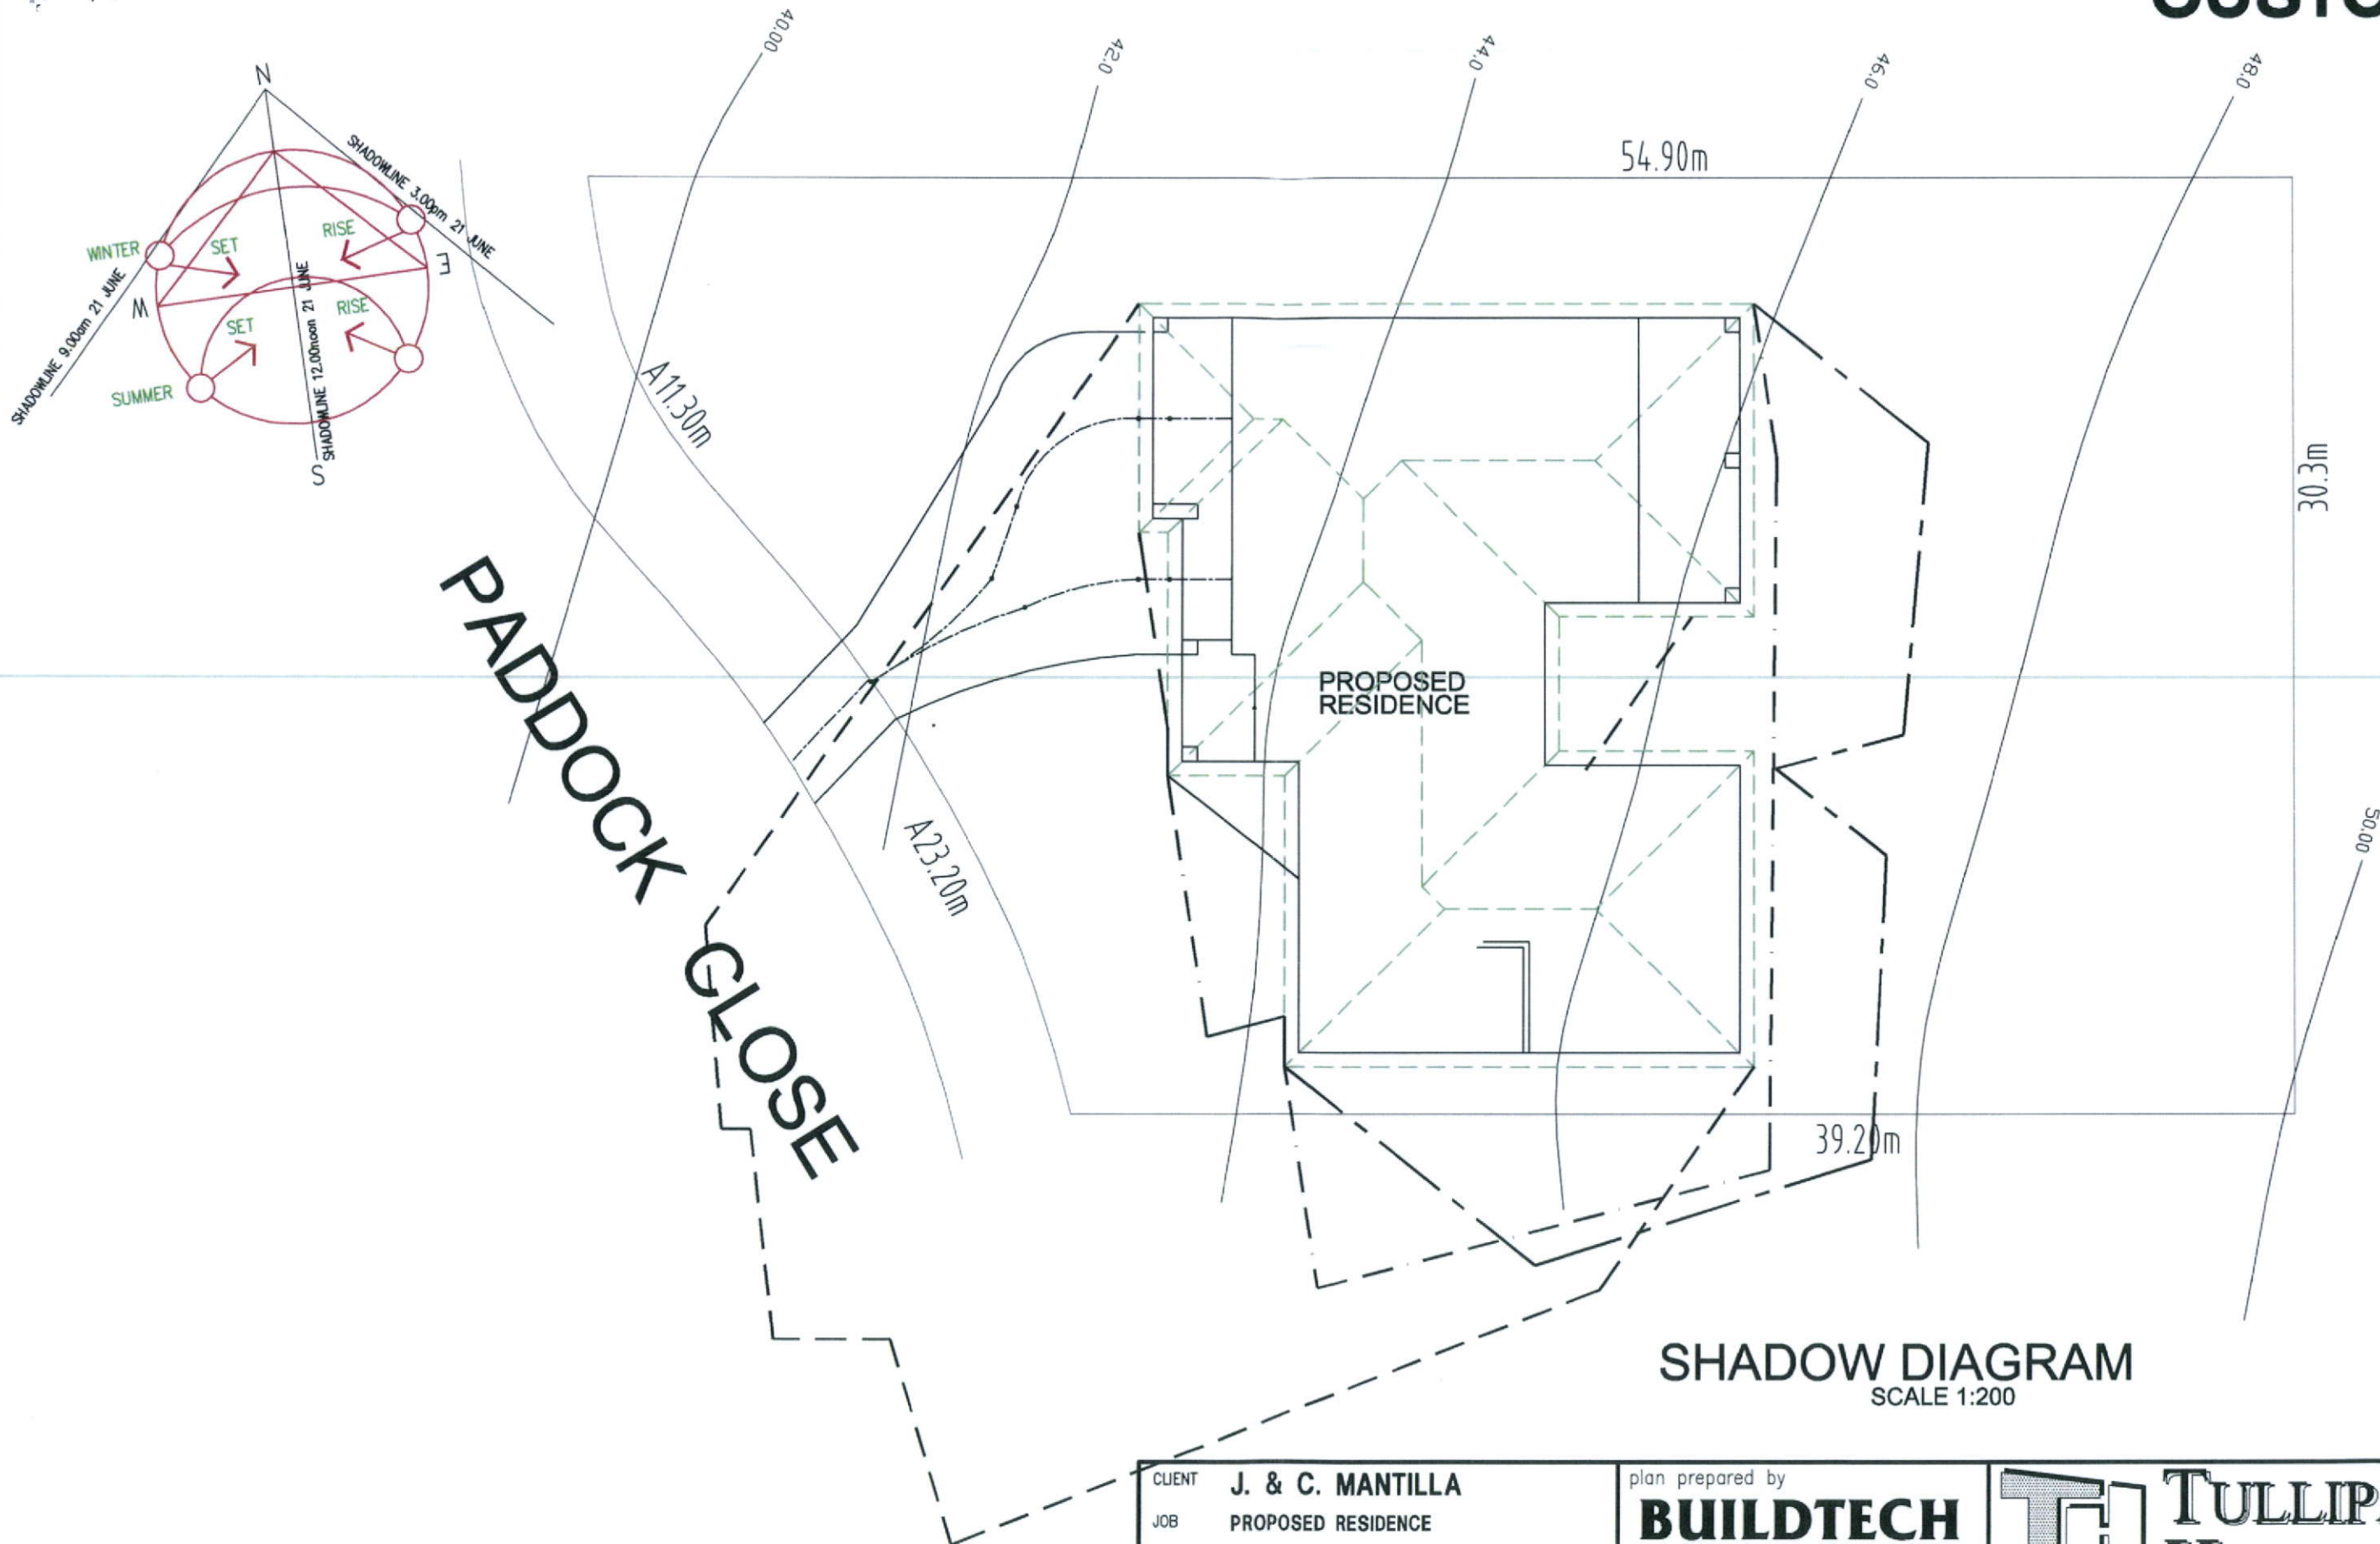 40.00
42.0
44.0
46.0
48.0
N
SHADOWLINE 3.00pm 21 JUNE
54.90m
WINTER
SET
RISE
E
SHADOWLINE 9.00am 21 JUNE
W
SHADOWLINE 12.00noon 21 JUNE
SET
RISE
SUMMER
S
A11.30m
30.3m
PADDOCK CLOSE
PROPOSED
RESIDENCE
A23.20m
50.00
39.20m
SHADOW DIAGRAM
SCALE 1:200
CLIENT J. & C. MANTILLA
JOB PROPOSED RESIDENCE
plan prepared by
BUILDTECH